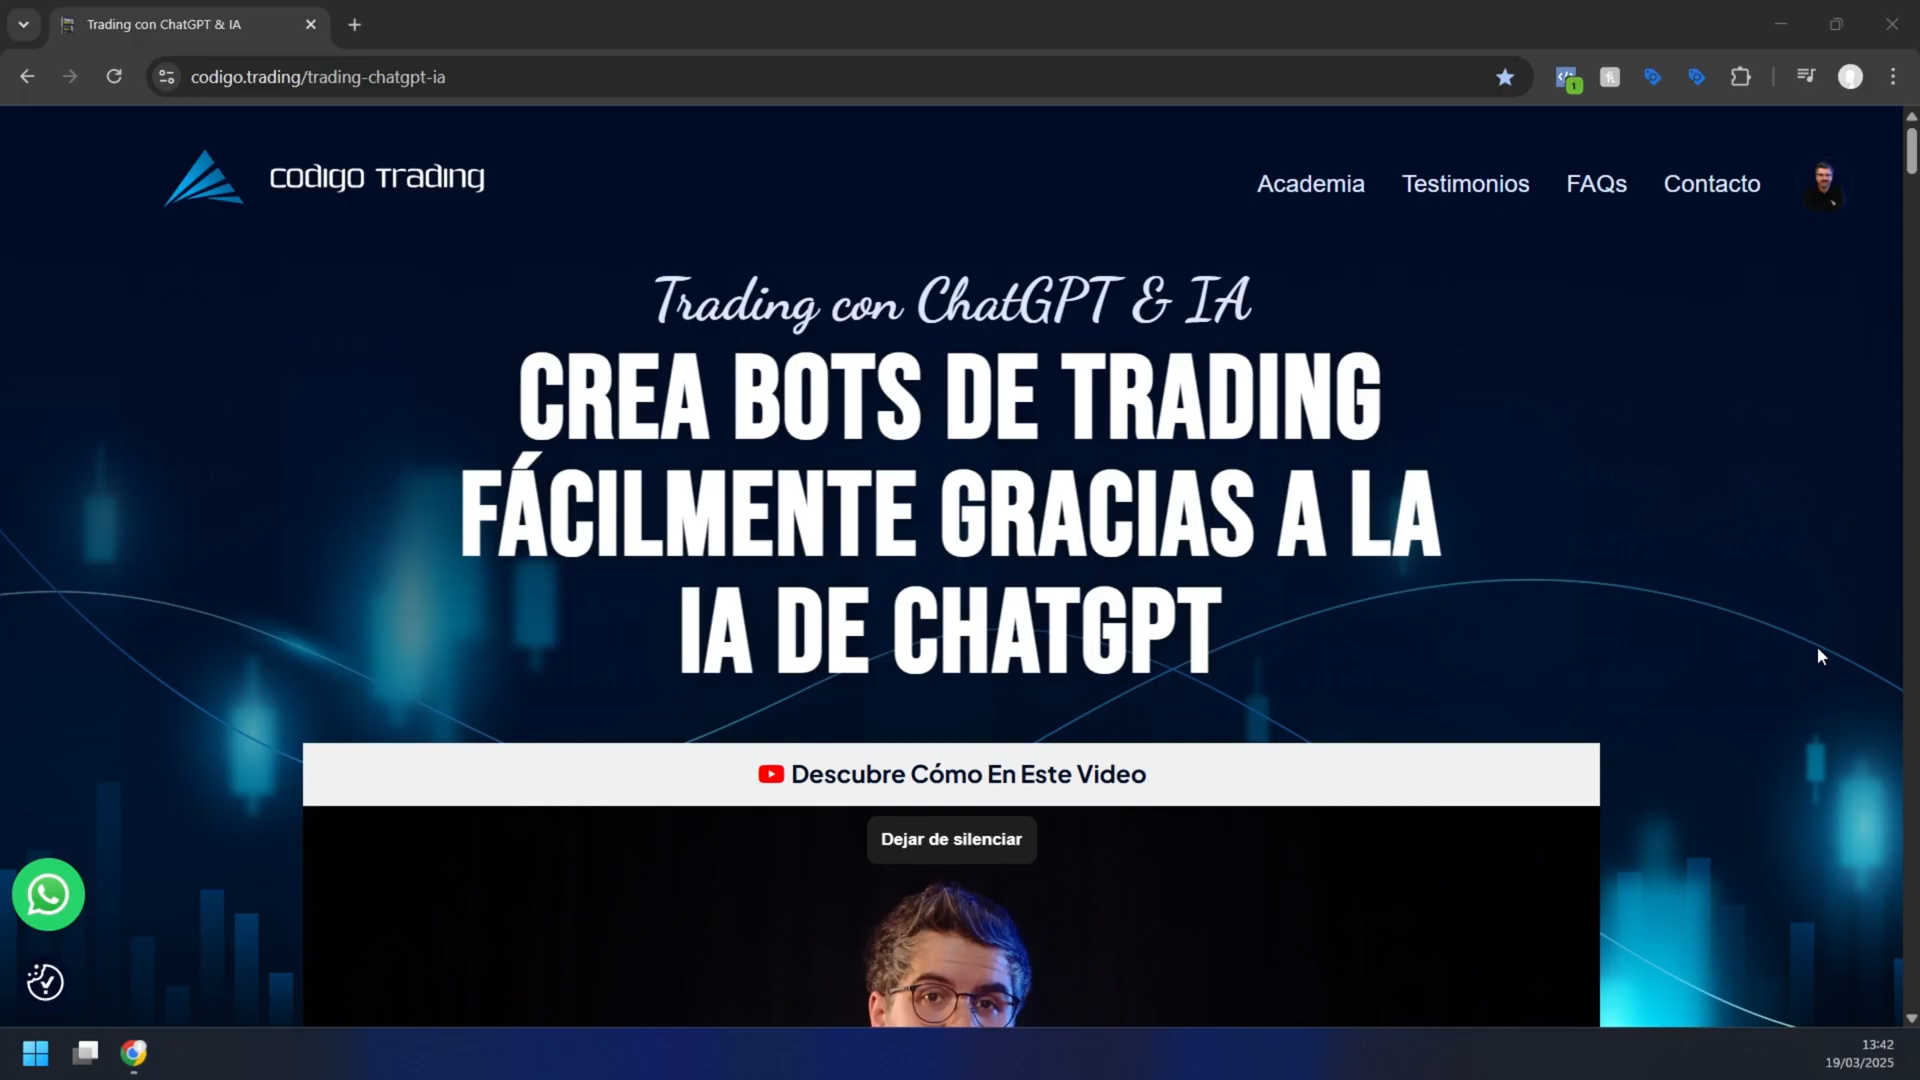 Trading con ChatGPT & IA
codigo.trading/trading-chatgpt-ia
1
codigo trading
Academia
Testimonios
FAQs
Contacto
Trading con ChatGPT & IA
CREA BOTS DE TRADING
FÁCILMENTE GRACIAS A LA
IA DE CHATGPT
Descubre Cómo En Este Video
Dejar de silenciar
13:42
19/03/2025